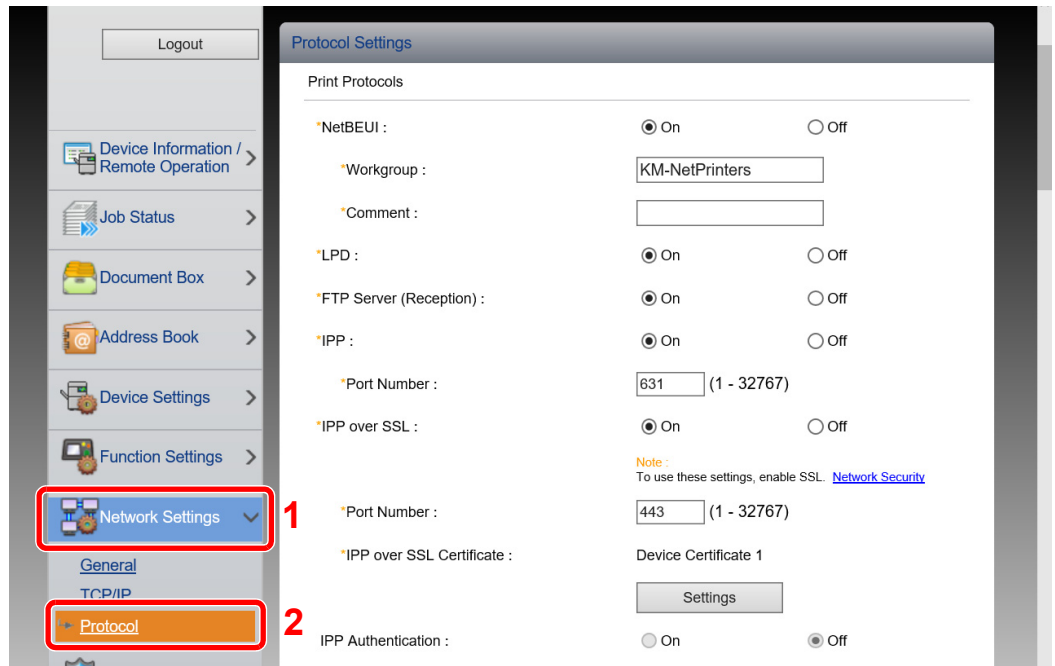 Logout
Device Information /
Remote Operation
Job Status
Document Box
Address Book
Device Settings
Function Settings
Network Settings
1
General
TCP/IP
Protocol
2
Protocol Settings
Print Protocols
*NetBEUI : On Off
*Workgroup : KM-NetPrinters
*Comment :
*LPD : On Off
*FTP Server (Reception) : On Off
*IPP : On Off
*Port Number : 631 (1 - 32767)
*IPP over SSL : On Off
Note :
To use these settings, enable SSL. Network Security
*Port Number : 443 (1 - 32767)
*IPP over SSL Certificate : Device Certificate 1
Settings
IPP Authentication : On Off